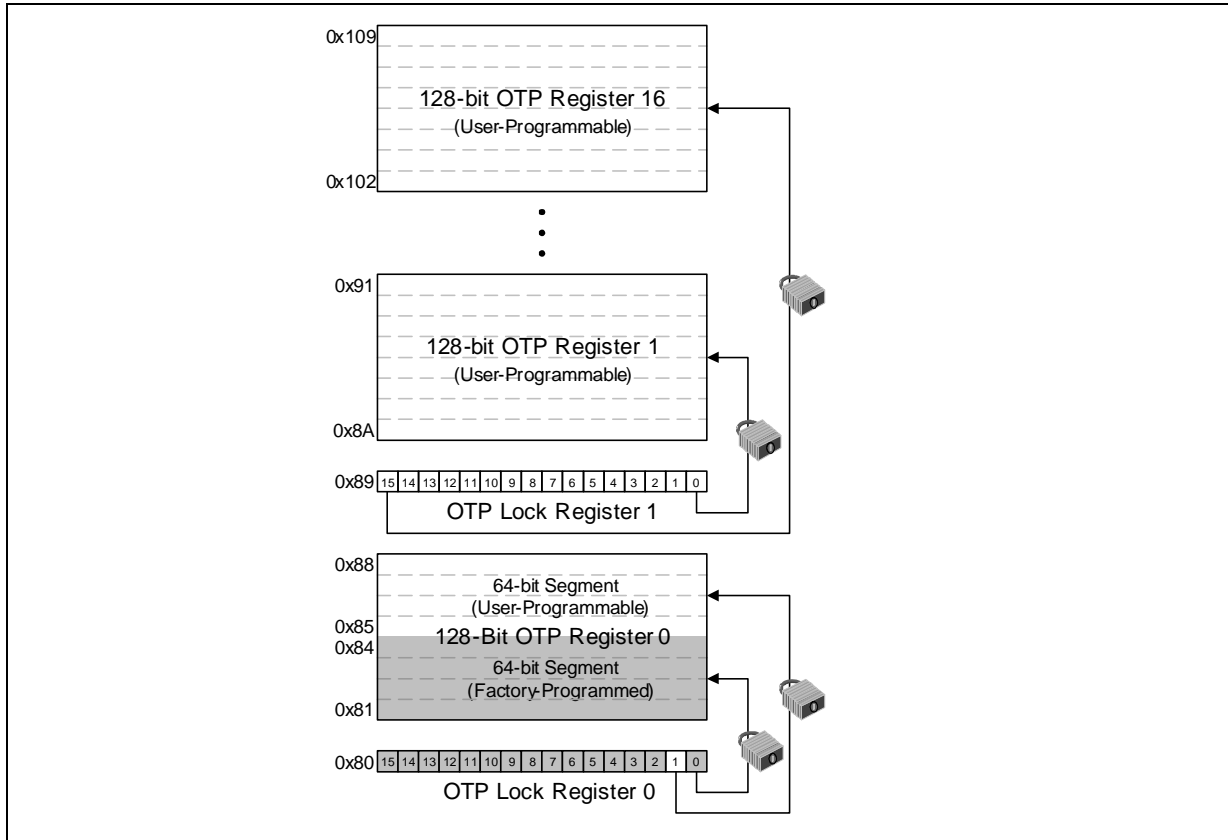 0x109
128-bit OTP Register 16
(User-Programmable)
0x102
0x91
128-bit OTP Register 1
(User-Programmable)
0x8A
0x89 15 14 13 12 11 10 9 8 7 6 5 4 3 2 1 0
OTP Lock Register 1
0x88
64-bit Segment
(User-Programmable)
0x85
128-Bit OTP Register 0
0x84
64-bit Segment
(Factory-Programmed)
0x81
0x80 15 14 13 12 11 10 9 8 7 6 5 4 3 2 1 0
OTP Lock Register 0